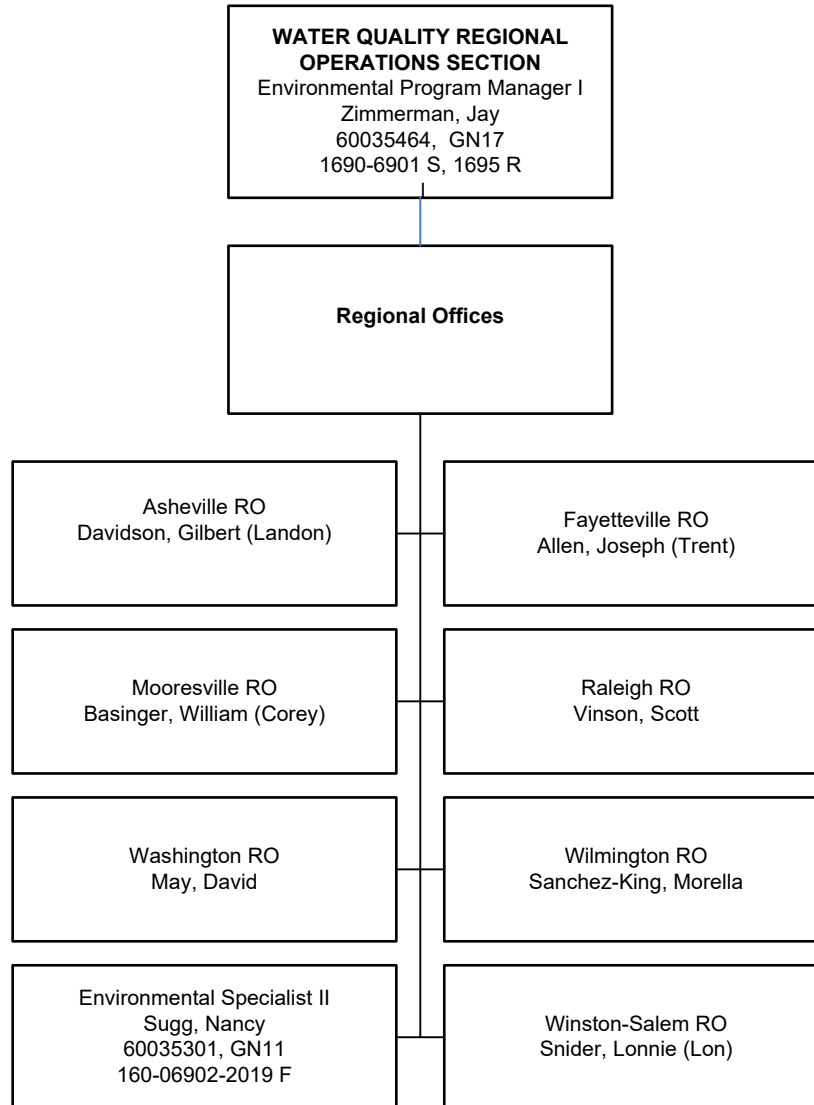 WATER QUALITY REGIONAL
OPERATIONS SECTION
Environmental Program Manager I
Zimmerman, Jay
60035464, GN17
1690-6901 S, 1695 R
Regional Offices
Asheville RO
Davidson, Gilbert (Landon)
Fayetteville RO
Allen, Joseph (Trent)
Mooresville RO
Basinger, William (Corey)
Raleigh RO
Vinson, Scott
Washington RO
May, David
Wilmington RO
Sanchez-King, Morella
Environmental Specialist II
Sugg, Nancy
60035301, GN11
160-06902-2019 F
Winston-Salem RO
Snider, Lonnie (Lon)